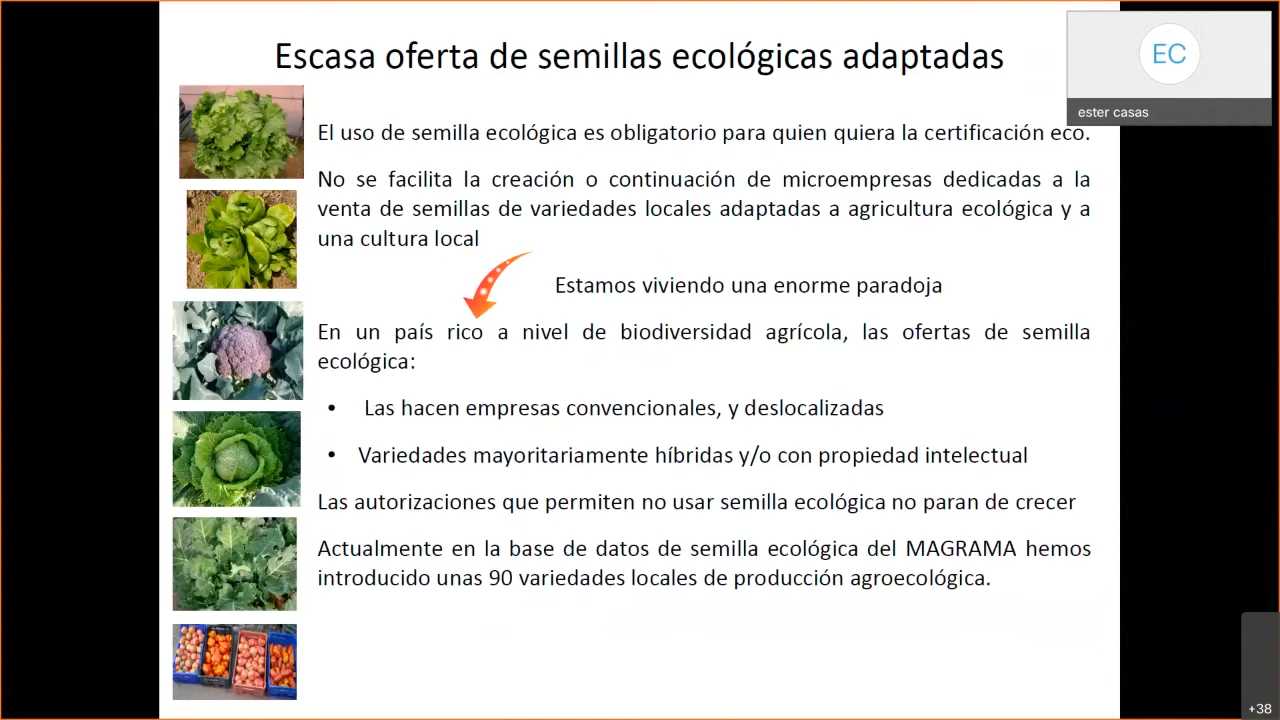 Escasa oferta de semillas ecológicas adaptadas
EC
ester casas
El uso de semilla ecológica es obligatorio para quien quiera la certificación eco.
No se facilita la creación o continuación de microempresas dedicadas a la
venta de semillas de variedades locales adaptadas a agricultura ecológica y a
una cultura local
Estamos viviendo una enorme paradoja
En un país rico a nivel de biodiversidad agrícola, las ofertas de semilla
ecológica:
• Las hacen empresas convencionales, y deslocalizadas
• Variedades mayoritariamente híbridas y/o con propiedad intelectual
Las autorizaciones que permiten no usar semilla ecológica no paran de crecer
Actualmente en la base de datos de semilla ecológica del MAGRAMA hemos
introducido unas 90 variedades locales de producción agroecológica.
+38